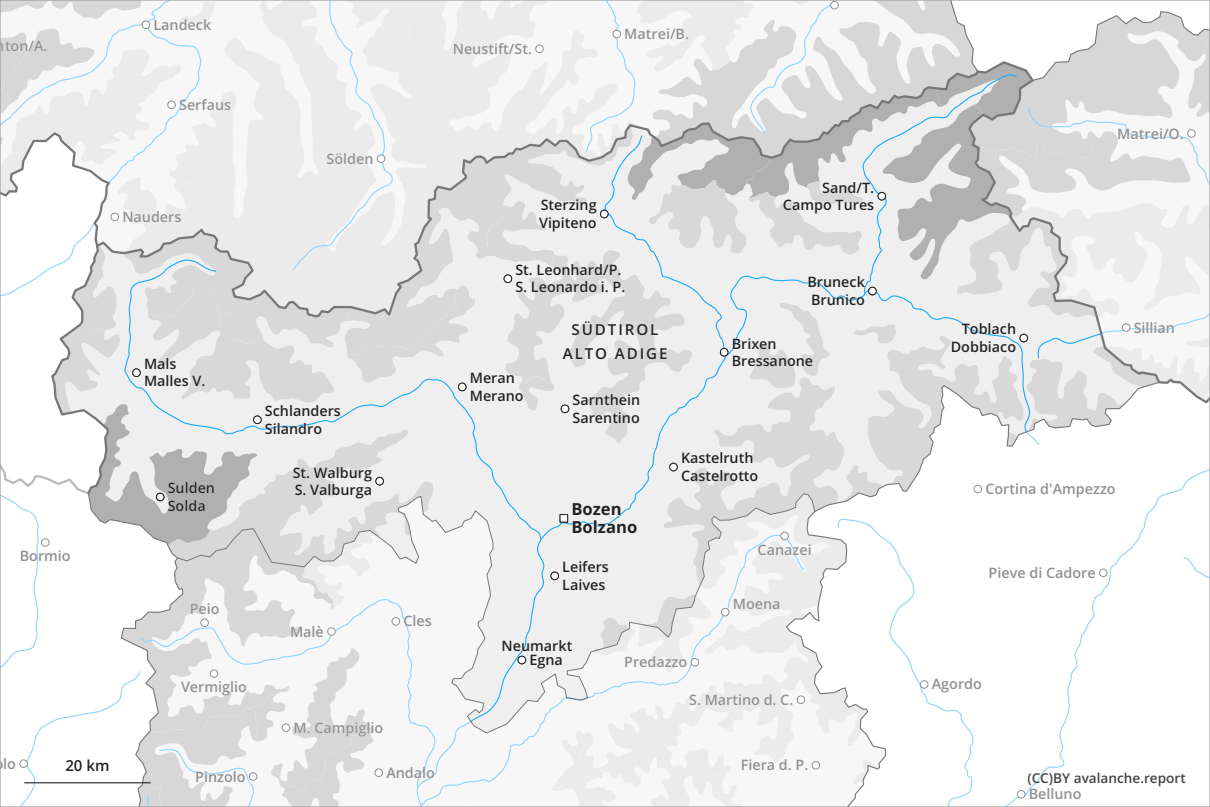 Landeck
Matrei/B.
nton/A.
Neustift/St.
Serfaus
Matrei/O.
Sölden
Sand/T.
Campo Tures
Nauders
Sterzing
Vipiteno
St. Leonhard/P.
S. Leonardo i. P.
Bruneck
Brunico
SÜDTIROL
ALTO ADIGE
Toblach
Dobbiaco
Sillian
Brixen
Bressanone
Mals
Malles V.
Meran
Merano
Schlanders
Silandro
Sarnthein
Sarentino
St. Walburg
S. Valburga
Kastelruth
Castelrotto
Sulden
Solda
Cortina d'Ampezzo
Bozen
Bolzano
Bormio
Canazei
Leifers
Laives
Pieve di Cadore
Peio
Moena
Malè
Cles
Neumarkt
Egna
Predazzo
Vermiglio
Agordo
S. Martino d. C.
M. Campiglio
olo
20 km
Pinzolo
Andalo
Fiera d. P.
(CC)BY avalanche.report
Belluno